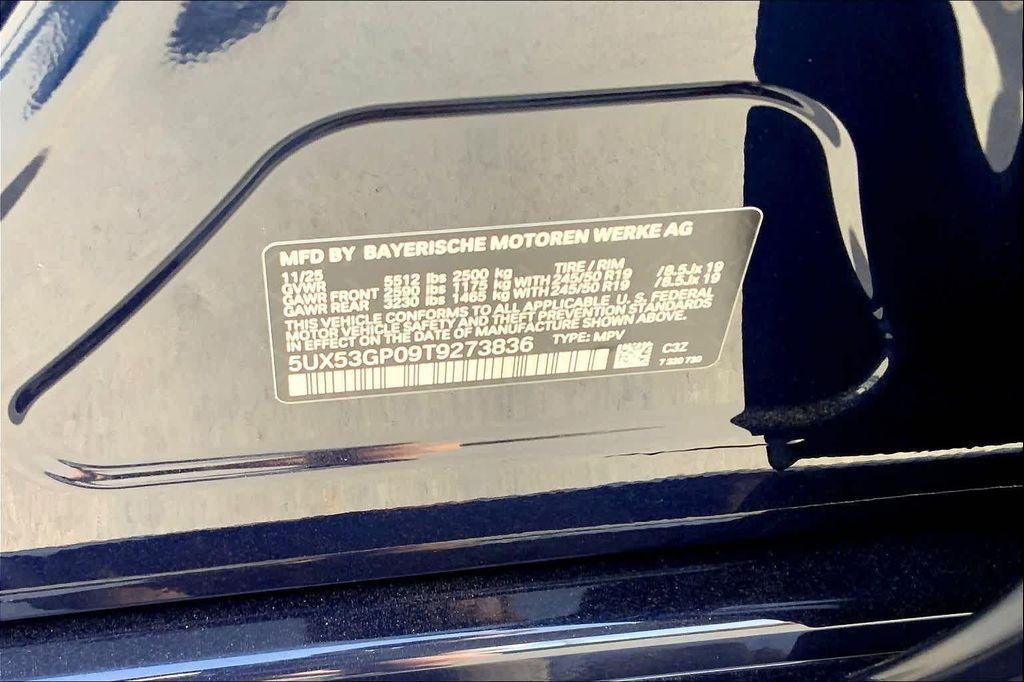 MFD BY BAYERISCHE MOTOREN WERKE AG
11/25 TIRE / RIM
GVWR 5512 lbs 2500 kg
GAWR FRONT 2590 lbs 1175 kg WITH 245/50 R19 /8.5Jx 19
GAWR REAR 3230 lbs 1465 kg WITH 245/50 R19 /8.5Jx 19
THIS VEHICLE CONFORMS TO ALL APPLICABLE U. S. FEDERAL
MOTOR VEHICLE SAFETY AND THEFT PREVENTION STANDARDS
IN EFFECT ON THE DATE OF MANUFACTURE SHOWN ABOVE.
5UX53GP09T9273836 TYPE: MPV
C3Z
7 320 730